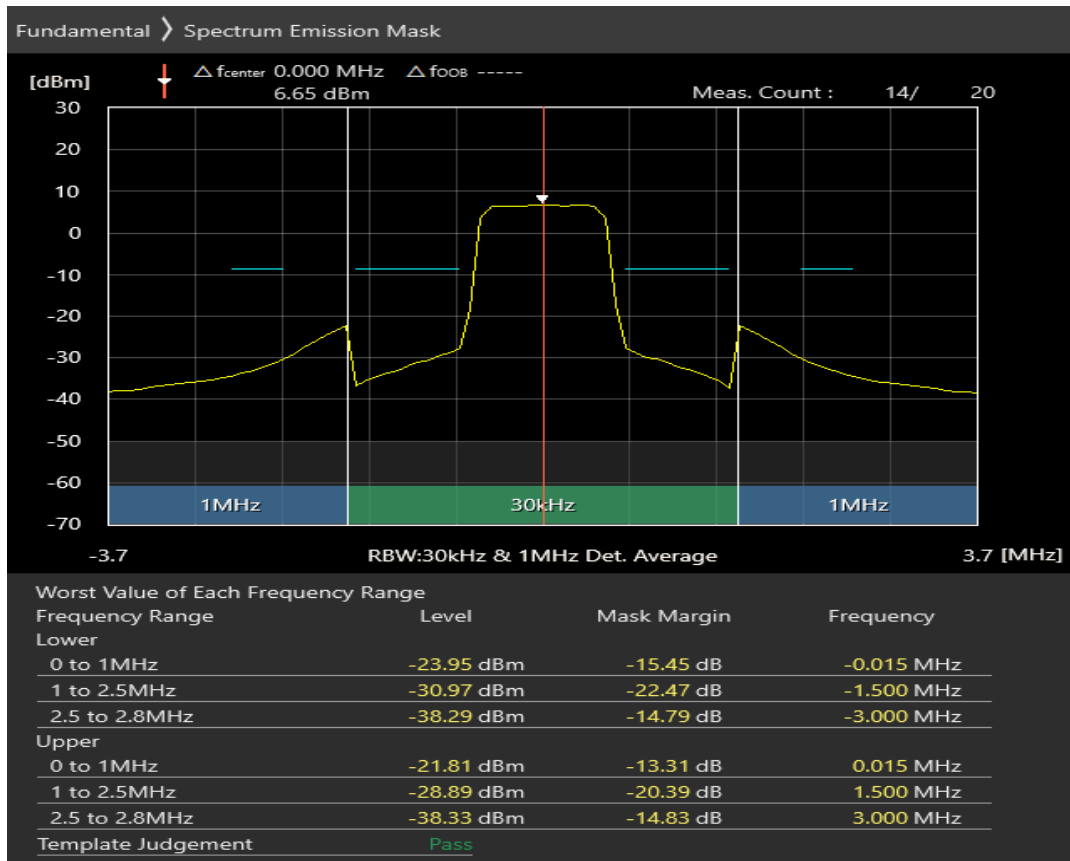 Fundamental 〉 Spectrum Emission Mask
[dBm] △ fcenter 0.000 MHz △ fOOB -----
6.65 dBm Meas. Count : 14/ 20
30
20
10
0
-10
-20
-30
-40
-50
-60
1MHz 30kHz 1MHz
-70
-3.7 RBW:30kHz & 1MHz Det. Average 3.7 [MHz]
Worst Value of Each Frequency Range
Frequency Range Level Mask Margin Frequency
Lower
0 to 1MHz -23.95 dBm -15.45 dB -0.015 MHz
1 to 2.5MHz -30.97 dBm -22.47 dB -1.500 MHz
2.5 to 2.8MHz -38.29 dBm -14.79 dB -3.000 MHz
Upper
0 to 1MHz -21.81 dBm -13.31 dB 0.015 MHz
1 to 2.5MHz -28.89 dBm -20.39 dB 1.500 MHz
2.5 to 2.8MHz -38.33 dBm -14.83 dB 3.000 MHz
Template Judgement Pass